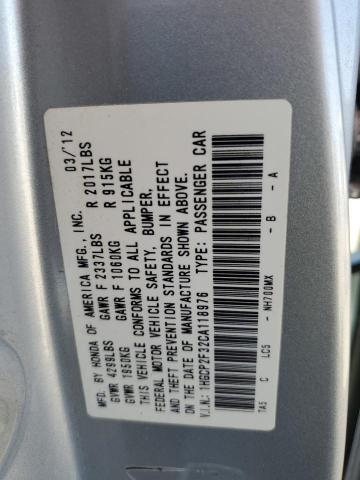 MFD. BY HONDA OF AMERICA MFG., INC. 03/'12
GVWR 4299LBS GAWR F 2337LBS R 2017LBS
GVWR 1950KG GAWR F 1060KG R 915KG
THIS VEHICLE CONFORMS TO ALL APPLICABLE
FEDERAL MOTOR VEHICLE SAFETY, BUMPER,
AND THEFT PREVENTION STANDARDS IN EFFECT
ON THE DATE OF MANUFACTURE SHOWN ABOVE.
V.I.N.: 1HGCP2F32CA118976 TYPE: PASSENGER CAR
TA5 C LC5 - NH700MX - B - A